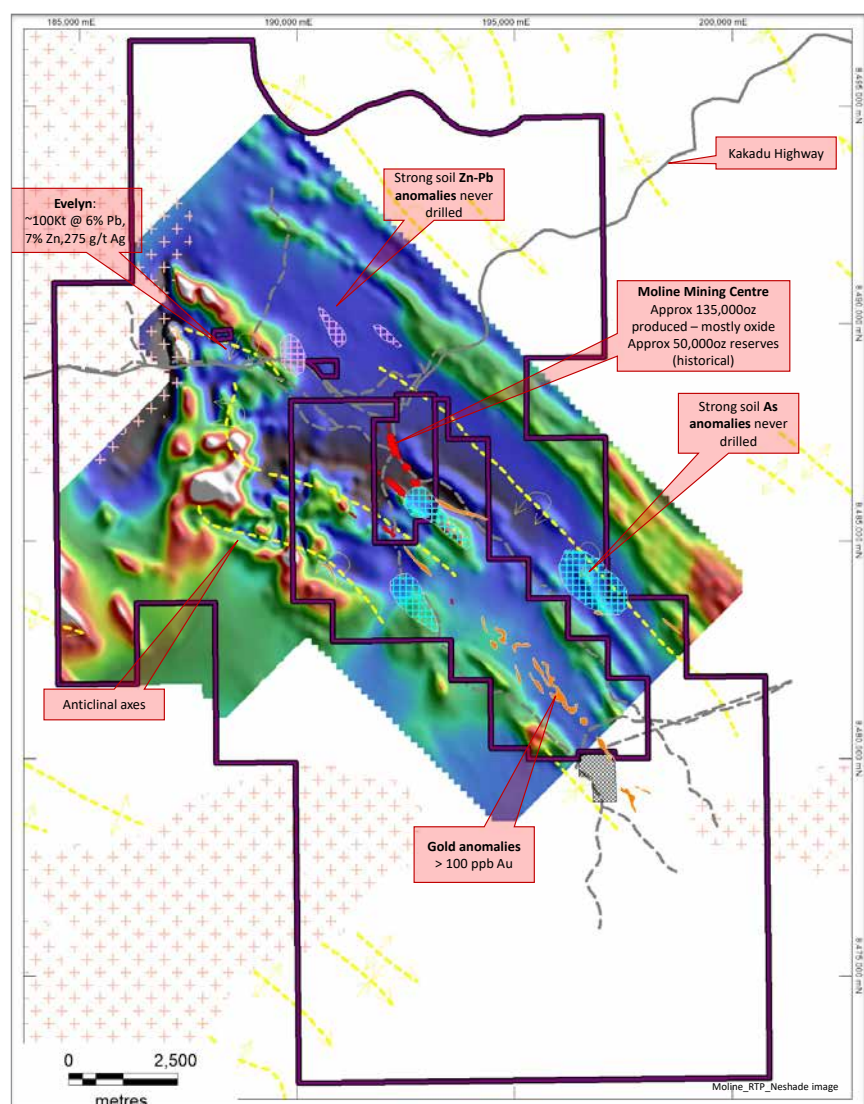 185,000 mE
190,000 mE
195,000 mE
200,000 mE
8,495,000 mN
Kakadu Highway
Strong soil Zn-Pb
anomalies never
drilled
Evelyn:
~100Kt @ 6% Pb,
7% Zn,275 g/t Ag
8,490,000 mN
Moline Mining Centre
Approx 135,000oz
produced – mostly oxide
Approx 50,000oz reserves
(historical)
Strong soil As
anomalies never
drilled
8,485,000 mN
Anticlinal axes
8,480,000 mN
Gold anomalies
> 100 ppb Au
8,475,000 mN
0 2,500
metres
Moline_RTP_Neshade image